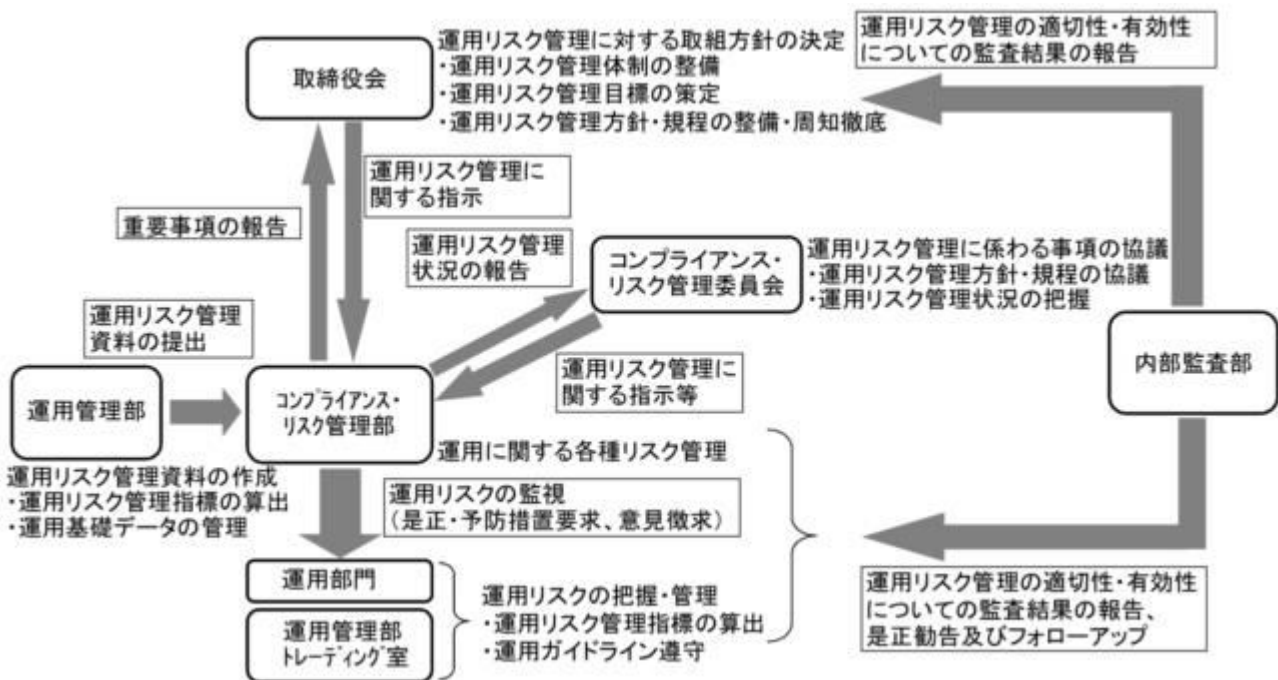 取締役会
運用リスク管理に対する取組方針の決定
・運用リスク管理体制の整備
・運用リスク管理目標の策定
・運用リスク管理方針・規程の整備・周知徹底
運用リスク管理の適切性・有効性
についての監査結果の報告
運用リスク管理に
関する指示
重要事項の報告
運用リスク管理
状況の報告
コンプライアンス・
リスク管理委員会
運用リスク管理に係わる事項の協議
・運用リスク管理方針・規程の協議
・運用リスク管理状況の把握
運用リスク管理
資料の提出
運用リスク管理に
関する指示等
内部監査部
運用管理部
コンプライアンス・
リスク管理部
運用に関する各種リスク管理
運用リスク管理資料の作成
・運用リスク管理指標の算出
・運用基礎データの管理
運用リスクの監視
(是正・予防措置要求、意見徴求)
運用部門
運用管理部
トレーディング室
運用リスクの把握・管理
・運用リスク管理指標の算出
・運用ガイドライン遵守
運用リスク管理の適切性・有効性
についての監査結果の報告、
是正勧告及びフォローアップ